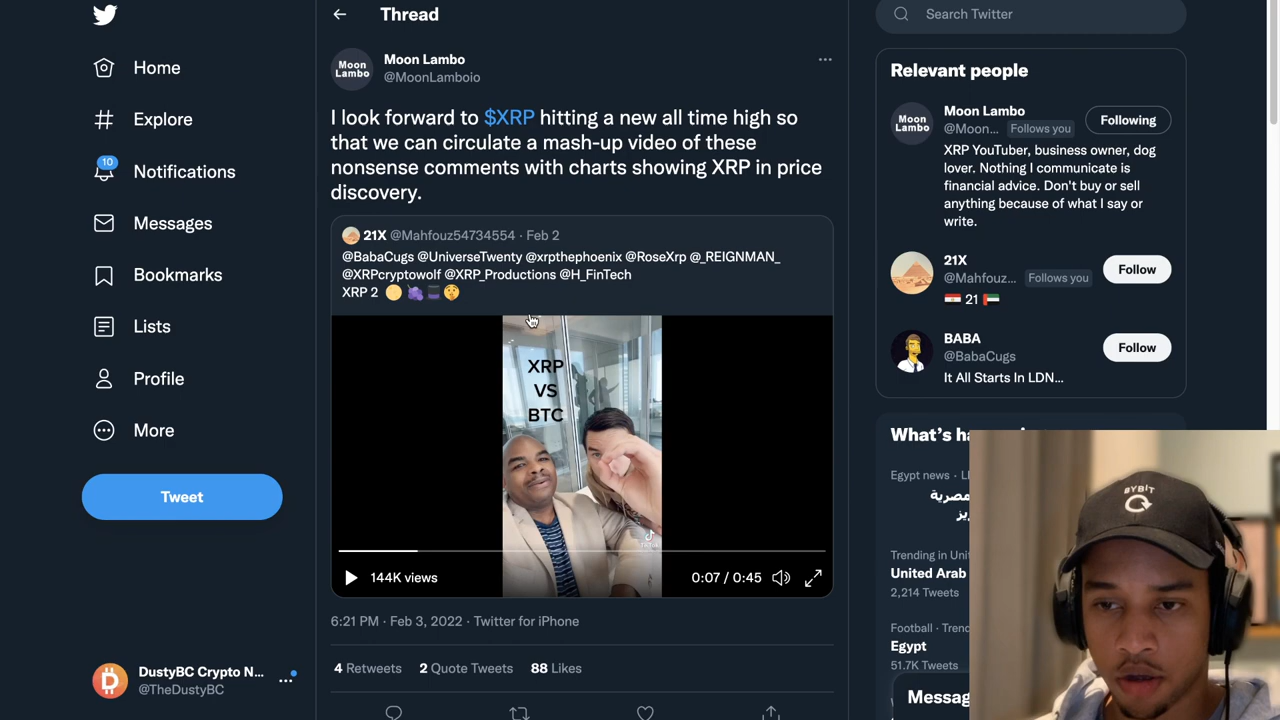 Home
Explore
10
Notifications
Messages
Bookmarks
Lists
Profile
More
Tweet
DustyBC Crypto N...
@TheDustyBC
Thread
Moon Lambo
Moon Lambo
@MoonLamboio
I look forward to $XRP hitting a new all time high so
that we can circulate a mash-up video of these
nonsense comments with charts showing XRP in price
discovery.
21X @Mahfouz54734554 · Feb 2
@BabaCugs @UniverseTwenty @xrpthephoenix @RoseXrp @_REIGNMAN_
@XRPcryptowolf @XRP_Productions @H_FinTech
XRP 2
XRP
VS
BTC
TikTok
144K views
0:07 / 0:45
6:21 PM · Feb 3, 2022 · Twitter for iPhone
4 Retweets 2 Quote Tweets 88 Likes
Search Twitter
Relevant people
Moon Lambo
Moon Lambo
@Moon... Follows you
Following
XRP YouTuber, business owner, dog
lover. Nothing I communicate is
financial advice. Don't buy or sell
anything because of what I say or
write.
21X
@Mahfouz... Follows you
Follow
21
BABA
@BabaCugs
Follow
It All Starts In LDN...
What's ha
Egypt news · L
Trending in Unit
United Arab
2,214 Tweets
Football · Trend
Egypt
51.7K Tweets
Messag
BYBIT